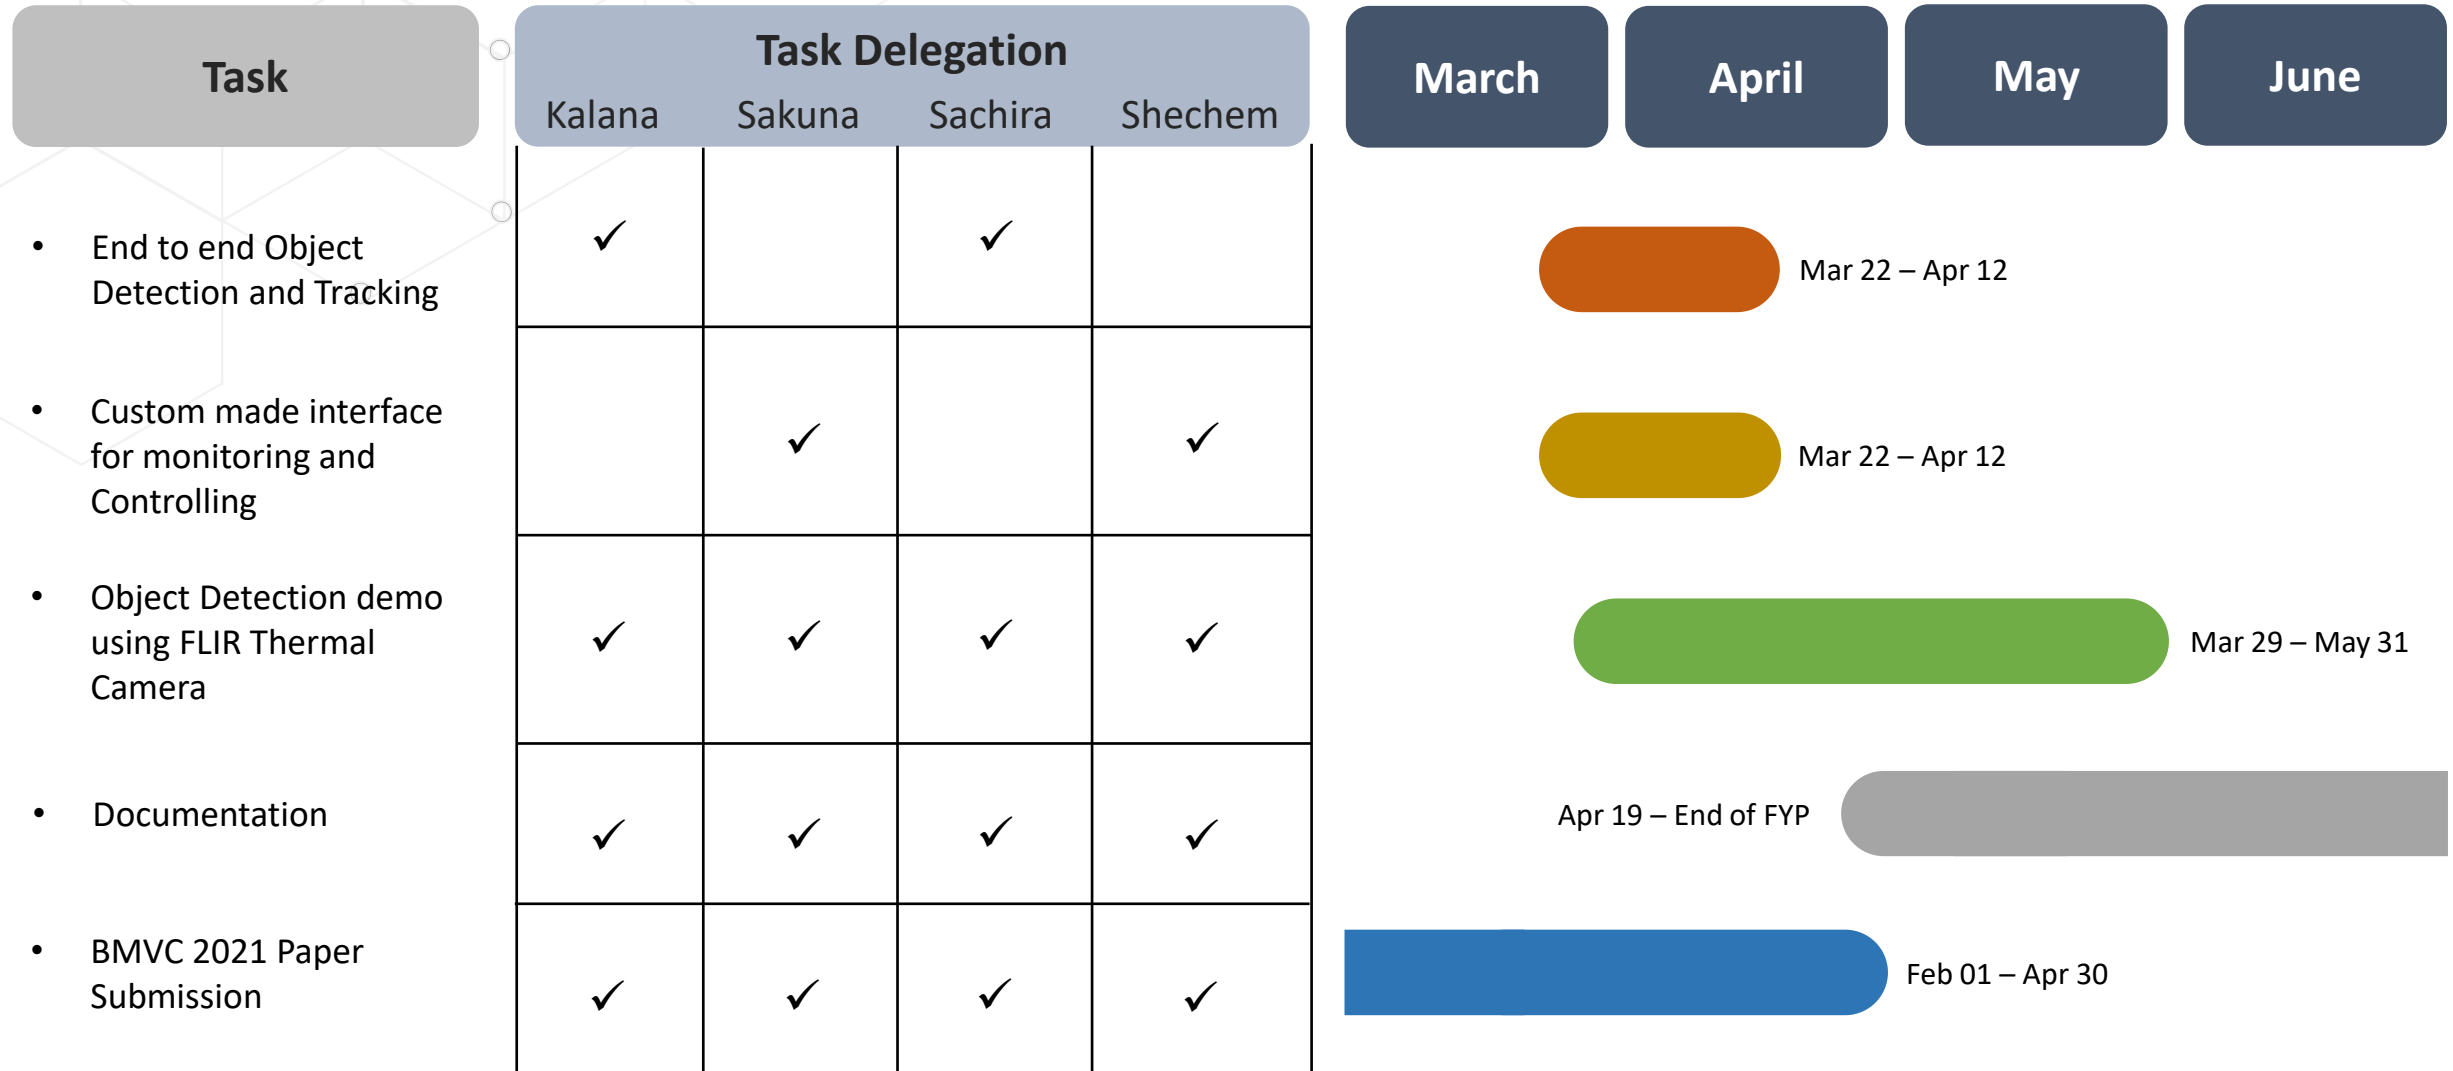 Task
Task Delegation
Kalana Sakuna Sachira Shechem
March April May June
• End to end Object
Detection and Tracking
✓ ✓
Mar 22 – Apr 12
• Custom made interface
for monitoring and
Controlling
✓ ✓
Mar 22 – Apr 12
• Object Detection demo
using FLIR Thermal
Camera
✓ ✓ ✓ ✓
Mar 29 – May 31
• Documentation
✓ ✓ ✓ ✓
Apr 19 – End of FYP
• BMVC 2021 Paper
Submission
✓ ✓ ✓ ✓
Feb 01 – Apr 30